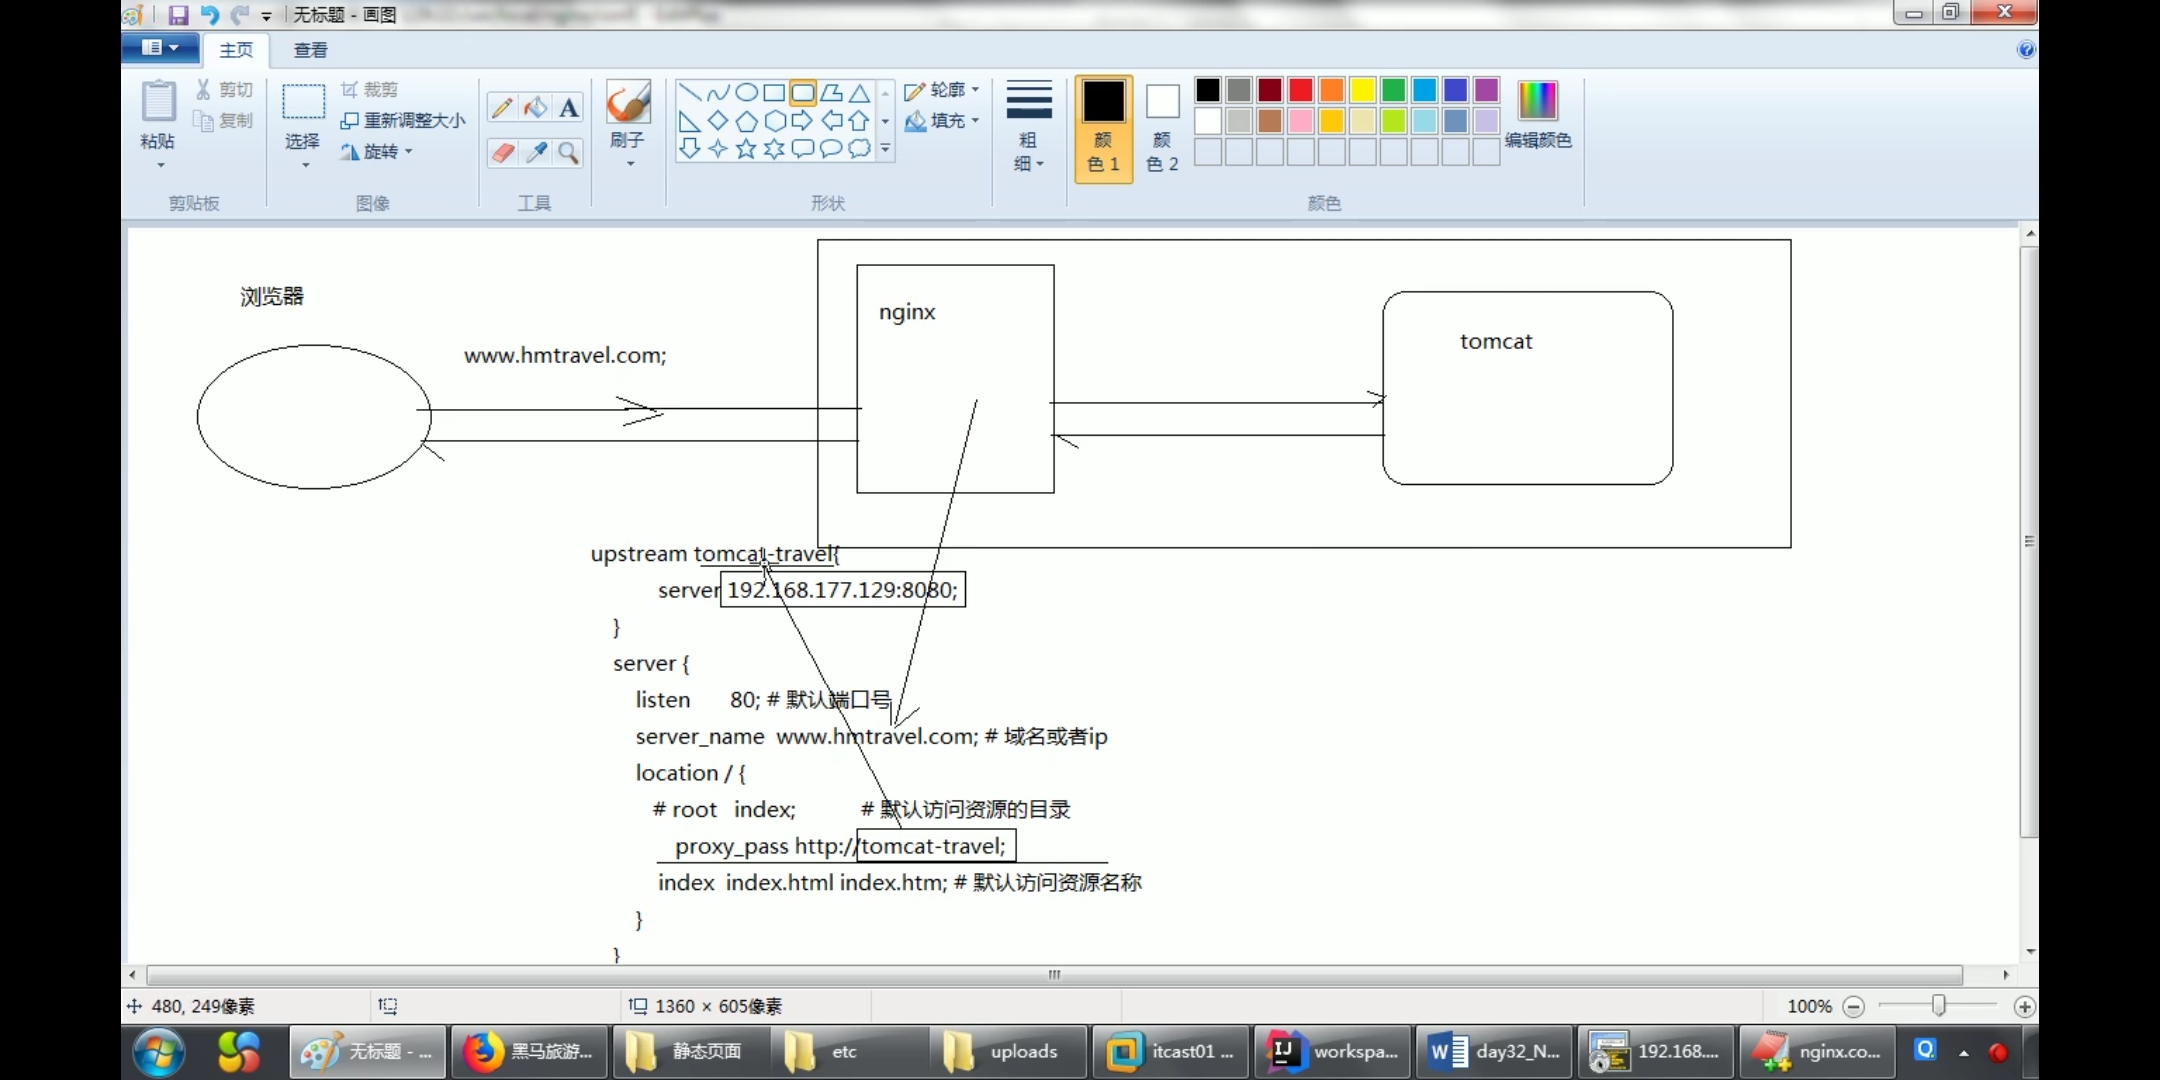 无标题 - 画图
主页
查看
粘贴
剪切
复制
剪贴板
选择
裁剪
重新调整大小
旋转
图像
A
工具
刷子
轮廓
填充
形状
粗细
颜色 1
颜色 2
编辑颜色
颜色
浏览器
www.hmtravel.com;
nginx
tomcat
upstream tomcat-travel{
server 192.168.177.129:8080;
}
server {
listen 80; # 默认端口号
server_name www.hmtravel.com; # 域名或者ip
location / {
# root index; # 默认访问资源的目录
proxy_pass http://tomcat-travel;
index index.html index.htm; # 默认访问资源名称
}
}
480, 249像素
1360 × 605像素
100%
无标题 - ...
黑马旅游...
静态页面
etc
uploads
itcast01 ...
IJ
workspa...
W
day32_N...
192.168....
nginx.co...
Q